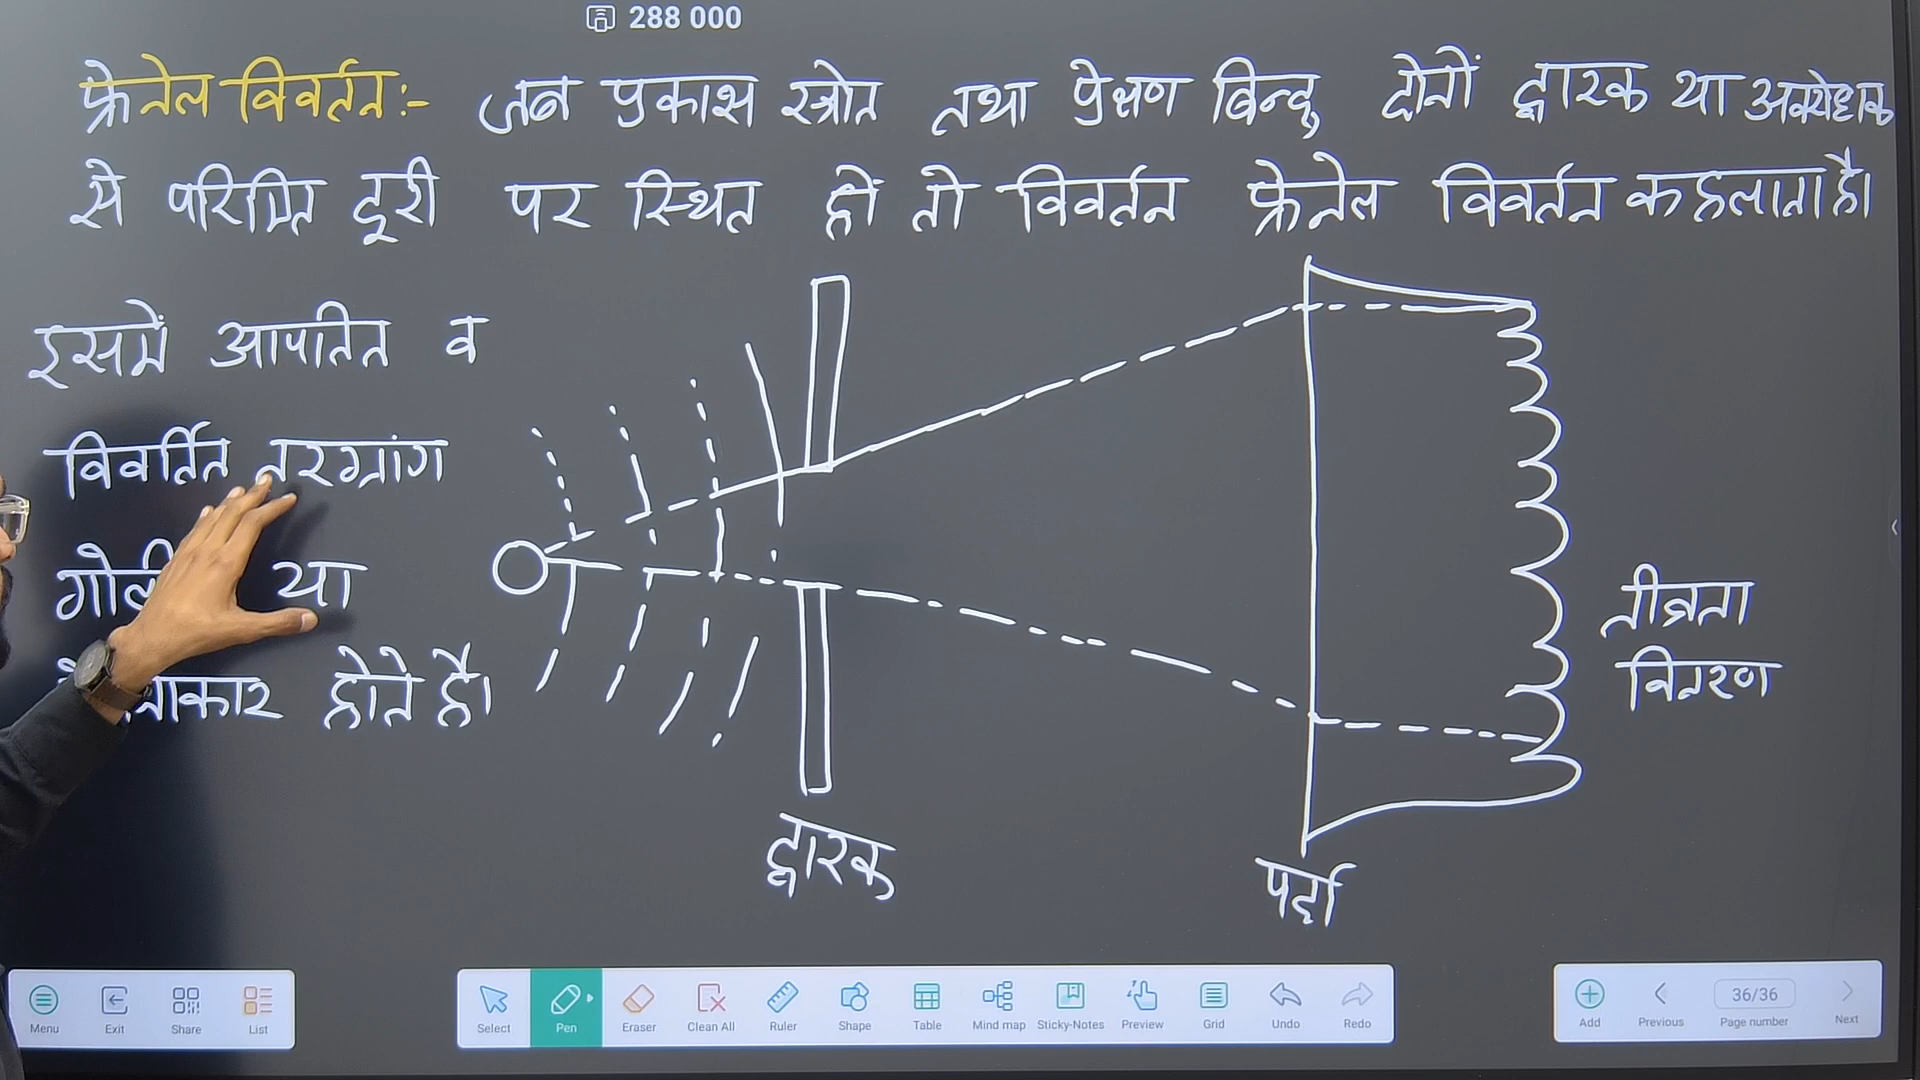 288 000
फ्रेनेल विवर्तन:- जब प्रकाश स्त्रोत तथा प्रेक्षण बिन्दु दोनों द्वारक या अवरोधक
से परिमित दूरी पर स्थित हो तो विवर्तन फ्रेनेल विवर्तन कहलाता है।
इसमें आपतित व
विवर्तित तरग्रांग
या
होते है।
तीव्रता
वितरण
द्वारक
पर्दा
Menu Exit Share List
Select Pen Eraser Clean All Ruler Shape Table Mind map Sticky-Notes Preview Grid Undo Redo
Add Previous 36/36 Page number Next